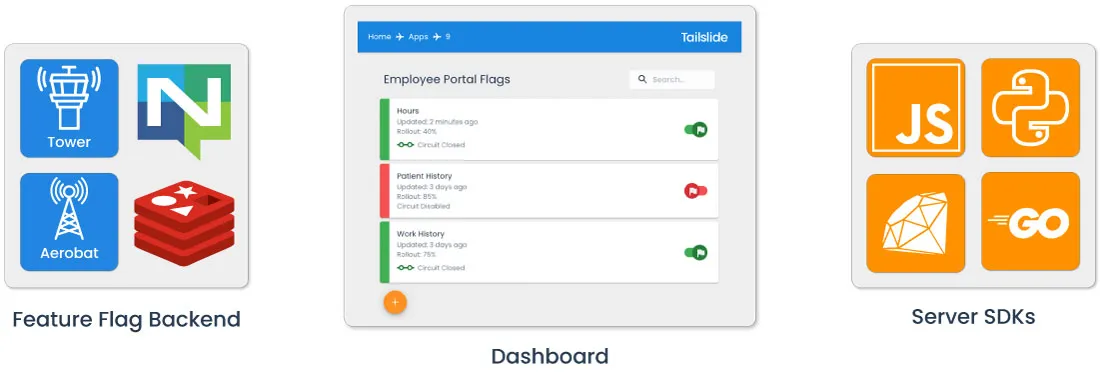 Tower
N
Aerobat
Feature Flag Backend
Home Apps 9
Tailslide
Employee Portal Flags
Search...
Hours
Updated: 2 minutes ago
Rollout: 40%
Circuit Closed
Patient History
Updated: 3 days ago
Rollout: 85%
Circuit Disabled
Work History
Updated: 3 days ago
Rollout: 75%
Circuit Closed
+
Dashboard
JS
GO
Server SDKs